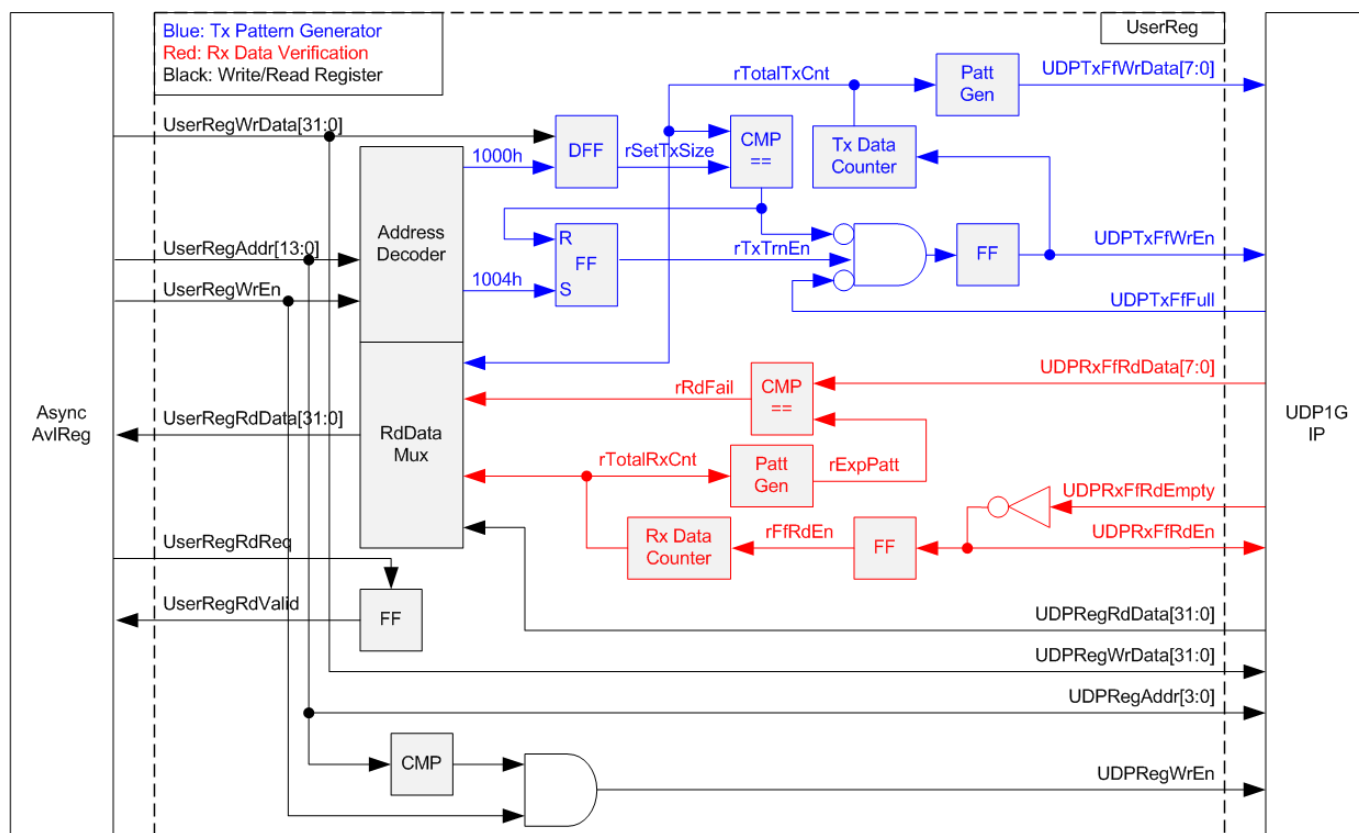 Blue: Tx Pattern Generator
Red: Rx Data Verification
Black: Write/Read Register
UserReg
rTotalTxCnt
Patt
Gen
UDPTxFfWrData[7:0]
UserRegWrData[31:0]
DFF
rSetTxSize
CMP
==
Tx Data
Counter
1000h
Address
Decoder
UserRegAddr[13:0]
R
FF
S
rTxTrnEn
FF
UDPTxFfWrEn
1004h
UserRegWrEn
UDPTxFfFull
UDPRxFfRdData[7:0]
rRdFail
CMP
==
Async
AvlReg
UserRegRdData[31:0]
RdData
Mux
UDP1G
IP
rTotalRxCnt
Patt
Gen
rExpPatt
UDPRxFfRdEmpty
Rx Data
Counter
rFfRdEn
FF
UDPRxFfRdEn
UserRegRdReq
UserRegRdValid
FF
UDPRegRdData[31:0]
UDPRegWrData[31:0]
UDPRegAddr[3:0]
CMP
UDPRegWrEn